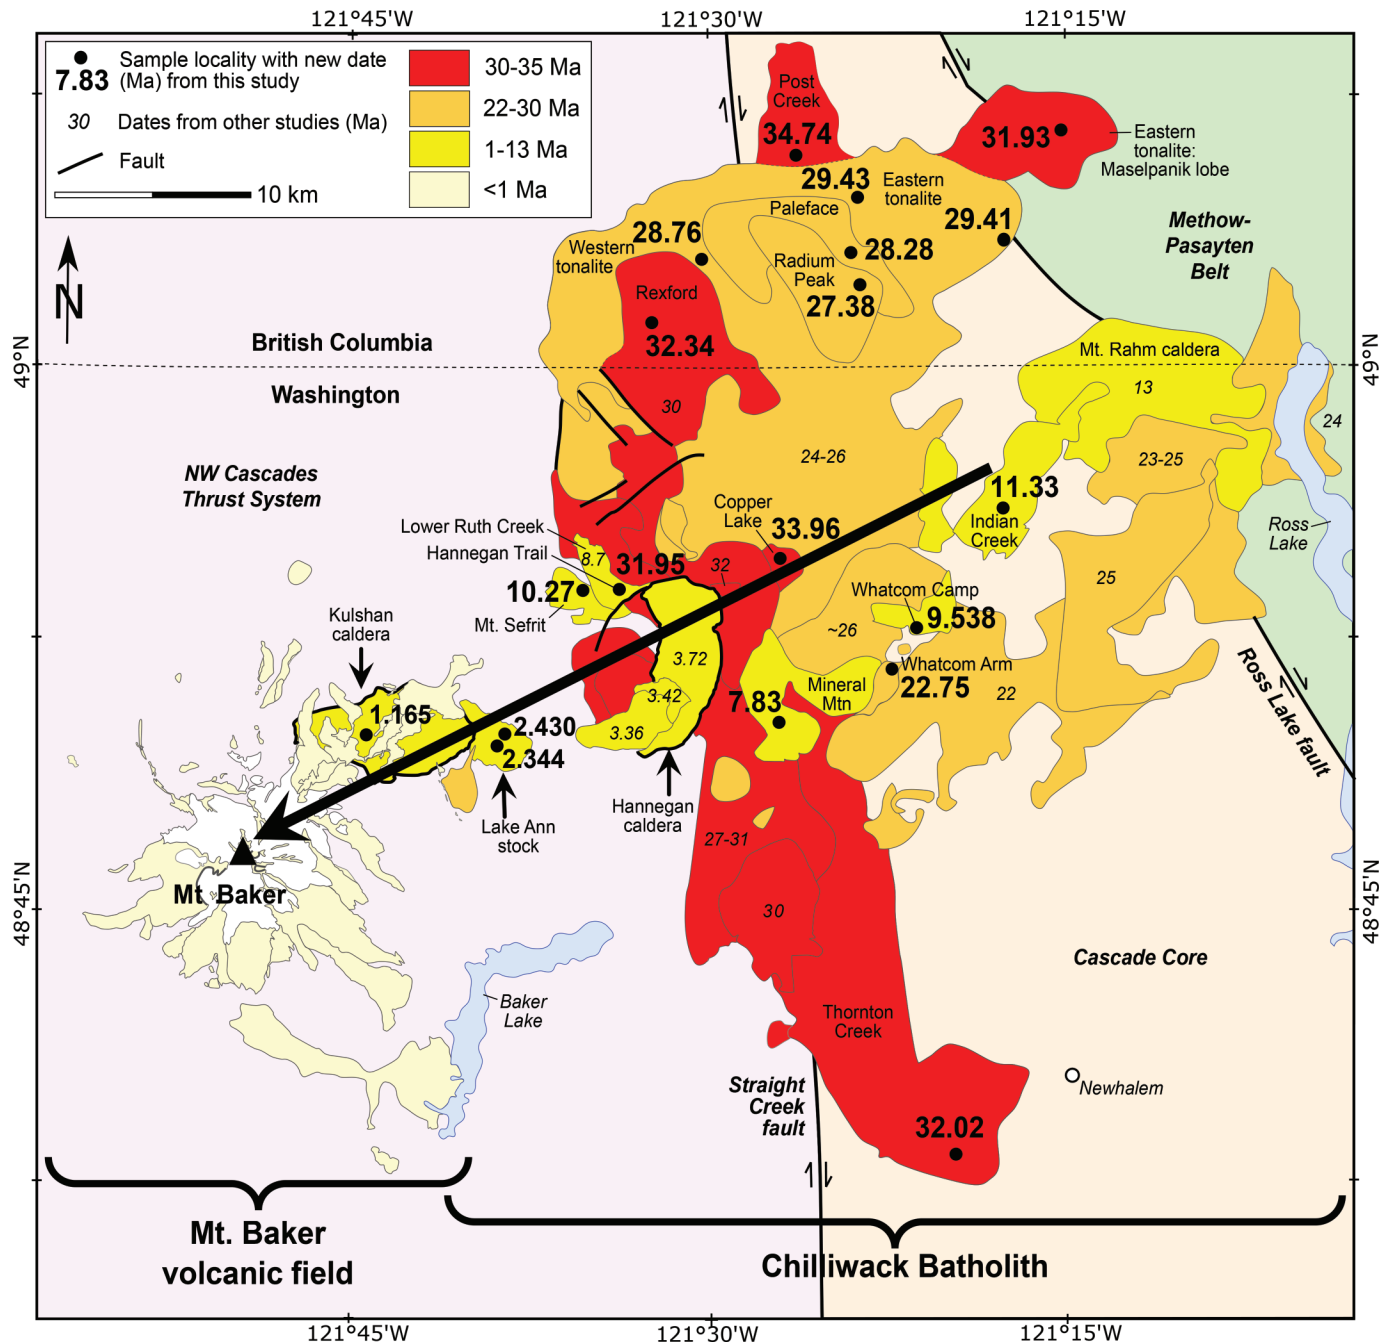 121°45'W
121°30'W
121°15'W
Sample locality with new date
7.83 (Ma) from this study
30 Dates from other studies (Ma)
Fault
10 km
30-35 Ma
22-30 Ma
1-13 Ma
<1 Ma
N
Post
Creek
34.74
31.93
Eastern
tonalite:
Maselpanik lobe
29.43
Eastern
tonalite
Paleface
29.41
Methow-
Pasayten
Belt
28.76
Western
tonalite
28.28
Radium
Peak
27.38
Rexford
32.34
British Columbia
Washington
49°N
49°N
Mt. Rahm caldera
13
30
24
NW Cascades
Thrust System
24-26
23-25
11.33
Indian
Creek
Copper
Lake
33.96
Ross
Lake
Lower Ruth Creek
Hannegan Trail
8.7
31.95
32
10.27
Mt. Sefrit
25
Whatcom Camp
9.538
~26
Kulshan
caldera
3.72
Whatcom Arm
22.75
22
Mineral
Mtn
3.42
7.83
3.36
1.165
2.430
2.344
Ross Lake fault
Lake Ann
stock
Hannegan
caldera
27-31
30
Mt. Baker
48°45'N
48°45'N
Cascade Core
Baker
Lake
Thornton
Creek
Straight
Creek
fault
Newhalem
32.02
Mt. Baker
volcanic field
Chilliwack Batholith
121°45'W
121°30'W
121°15'W